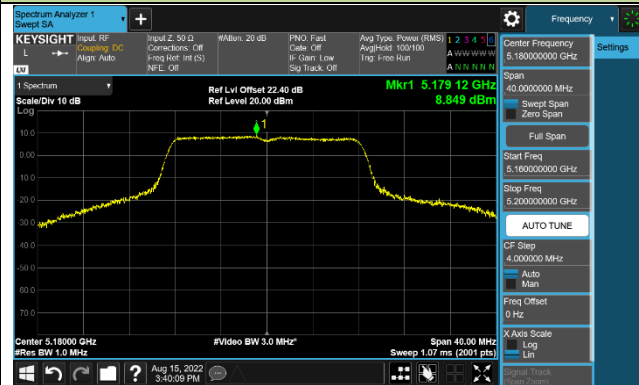 Spectrum Analyzer 1
Swept SA
Frequency
KEYSIGHT
Input: RF
Input Z: 50 Ω
#Atten: 20 dB
PNO: Fast
Avg Type: Power (RMS)
1 2 3 4 5 6
L
Coupling: DC
Corrections: Off
Gate: Off
Avg|Hold: 100/100
A W W W W W
Align: Auto
Freq Ref: Int (S)
IF Gain: Low
Trig: Free Run
NFE: Off
Sig Track: Off
A N N N N N
LXI
1 Spectrum
Scale/Div 10 dB
Ref Lvl Offset 22.40 dB
Ref Level 20.00 dBm
Mkr1 5.179 12 GHz
8.849 dBm
Log
1
10.0
0.00
-10.0
-20.0
-30.0
-40.0
-50.0
-60.0
-70.0
Center 5.18000 GHz
#Res BW 1.0 MHz
#Video BW 3.0 MHz*
Span 40.00 MHz
Sweep 1.07 ms (2001 pts)
Aug 15, 2022
3:40:09 PM
Center Frequency
5.180000000 GHz
Settings
Span
40.0000000 MHz
Swept Span
Zero Span
Full Span
Start Freq
5.160000000 GHz
Stop Freq
5.200000000 GHz
AUTO TUNE
CF Step
4.000000 MHz
Auto
Man
Freq Offset
0 Hz
X Axis Scale
Log
Lin
Signal Track
(Span Zoom)